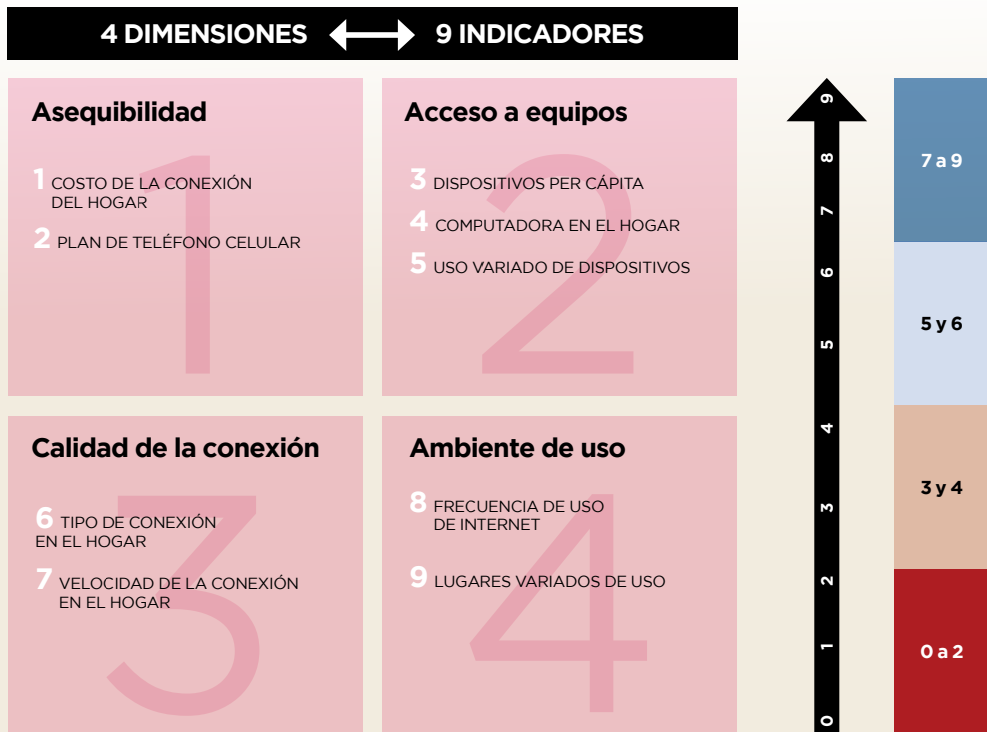 4 DIMENSIONES 9 INDICADORES
Asequibilidad
1
1 COSTO DE LA CONEXIÓN
DEL HOGAR
2 PLAN DE TELÉFONO CELULAR
Acceso a equipos
2
3 DISPOSITIVOS PER CÁPITA
4 COMPUTADORA EN EL HOGAR
5 USO VARIADO DE DISPOSITIVOS
Calidad de la conexión
3
6 TIPO DE CONEXIÓN
EN EL HOGAR
7 VELOCIDAD DE LA CONEXIÓN
EN EL HOGAR
Ambiente de uso
4
8 FRECUENCIA DE USO
DE INTERNET
9 LUGARES VARIADOS DE USO
9
8
7
6
5
4
3
2
1
0
7 a 9
5 y 6
3 y 4
0 a 2